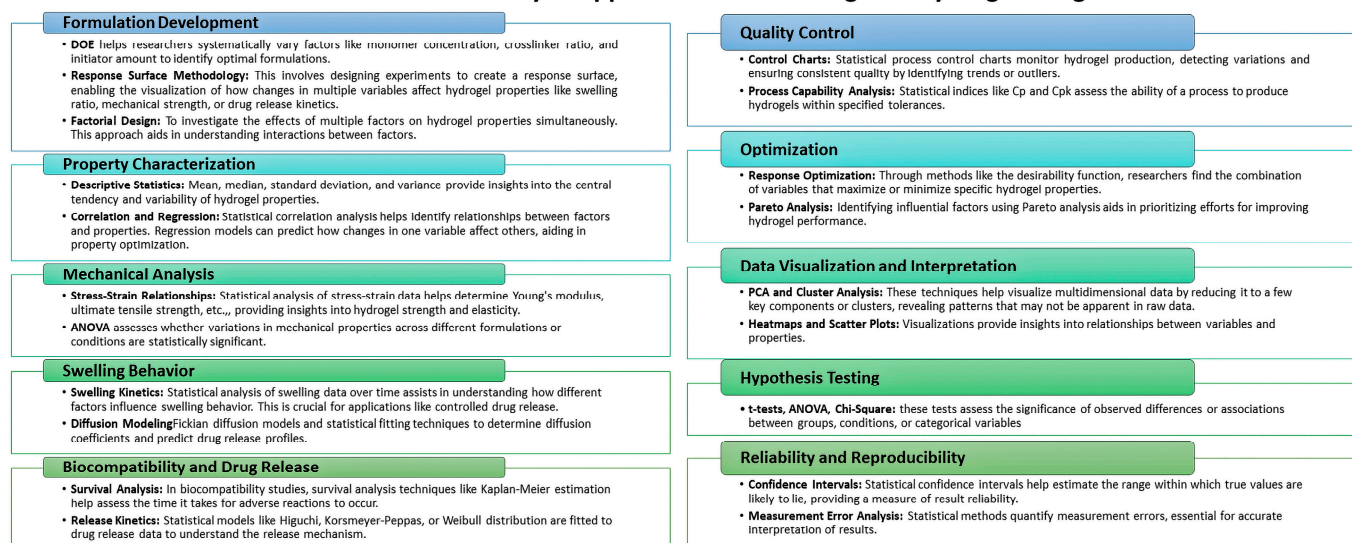 Formulation Development
• DOE helps researchers systematically vary factors like monomer concentration, crosslinker ratio, and
initiator amount to identify optimal formulations.
• Response Surface Methodology: This involves designing experiments to create a response surface,
enabling the visualization of how changes in multiple variables affect hydrogel properties like swelling
ratio, mechanical strength, or drug release kinetics.
• Factorial Design: To investigate the effects of multiple factors on hydrogel properties simultaneously.
This approach aids in understanding interactions between factors.
Property Characterization
• Descriptive Statistics: Mean, median, standard deviation, and variance provide insights into the central
tendency and variability of hydrogel properties.
• Correlation and Regression: Statistical correlation analysis helps identify relationships between factors
and properties. Regression models can predict how changes in one variable affect others, aiding in
property optimization.
Mechanical Analysis
• Stress-Strain Relationships: Statistical analysis of stress-strain data helps determine Young's modulus,
ultimate tensile strength, etc.,, providing insights into hydrogel strength and elasticity.
• ANOVA assesses whether variations in mechanical properties across different formulations or
conditions are statistically significant.
Swelling Behavior
• Swelling Kinetics: Statistical analysis of swelling data over time assists in understanding how different
factors influence swelling behavior. This is crucial for applications like controlled drug release.
• Diffusion ModelingFickian diffusion models and statistical fitting techniques to determine diffusion
coefficients and predict drug release profiles.
Biocompatibility and Drug Release
• Survival Analysis: In biocompatibility studies, survival analysis techniques like Kaplan-Meier estimation
help assess the time it takes for adverse reactions to occur.
• Release Kinetics: Statistical models like Higuchi, Korsmeyer-Peppas, or Weibull distribution are fitted to
drug release data to understand the release mechanism.
Quality Control
• Control Charts: Statistical process control charts monitor hydrogel production, detecting variations and
ensuring consistent quality by identifying trends or outliers.
• Process Capability Analysis: Statistical indices like Cp and Cpk assess the ability of a process to produce
hydrogels within specified tolerances.
Optimization
• Response Optimization: Through methods like the desirability function, researchers find the combination
of variables that maximize or minimize specific hydrogel properties.
• Pareto Analysis: Identifying influential factors using Pareto analysis aids in prioritizing efforts for improving
hydrogel performance.
Data Visualization and Interpretation
• PCA and Cluster Analysis: These techniques help visualize multidimensional data by reducing it to a few
key components or clusters, revealing patterns that may not be apparent in raw data.
• Heatmaps and Scatter Plots: Visualizations provide insights into relationships between variables and
properties.
Hypothesis Testing
• t-tests, ANOVA, Chi-Square: these tests assess the significance of observed differences or associations
between groups, conditions, or categorical variables
Reliability and Reproducibility
• Confidence Intervals: Statistical confidence intervals help estimate the range within which true values are
likely to lie, providing a measure of result reliability.
• Measurement Error Analysis: Statistical methods quantify measurement errors, essential for accurate
interpretation of results.